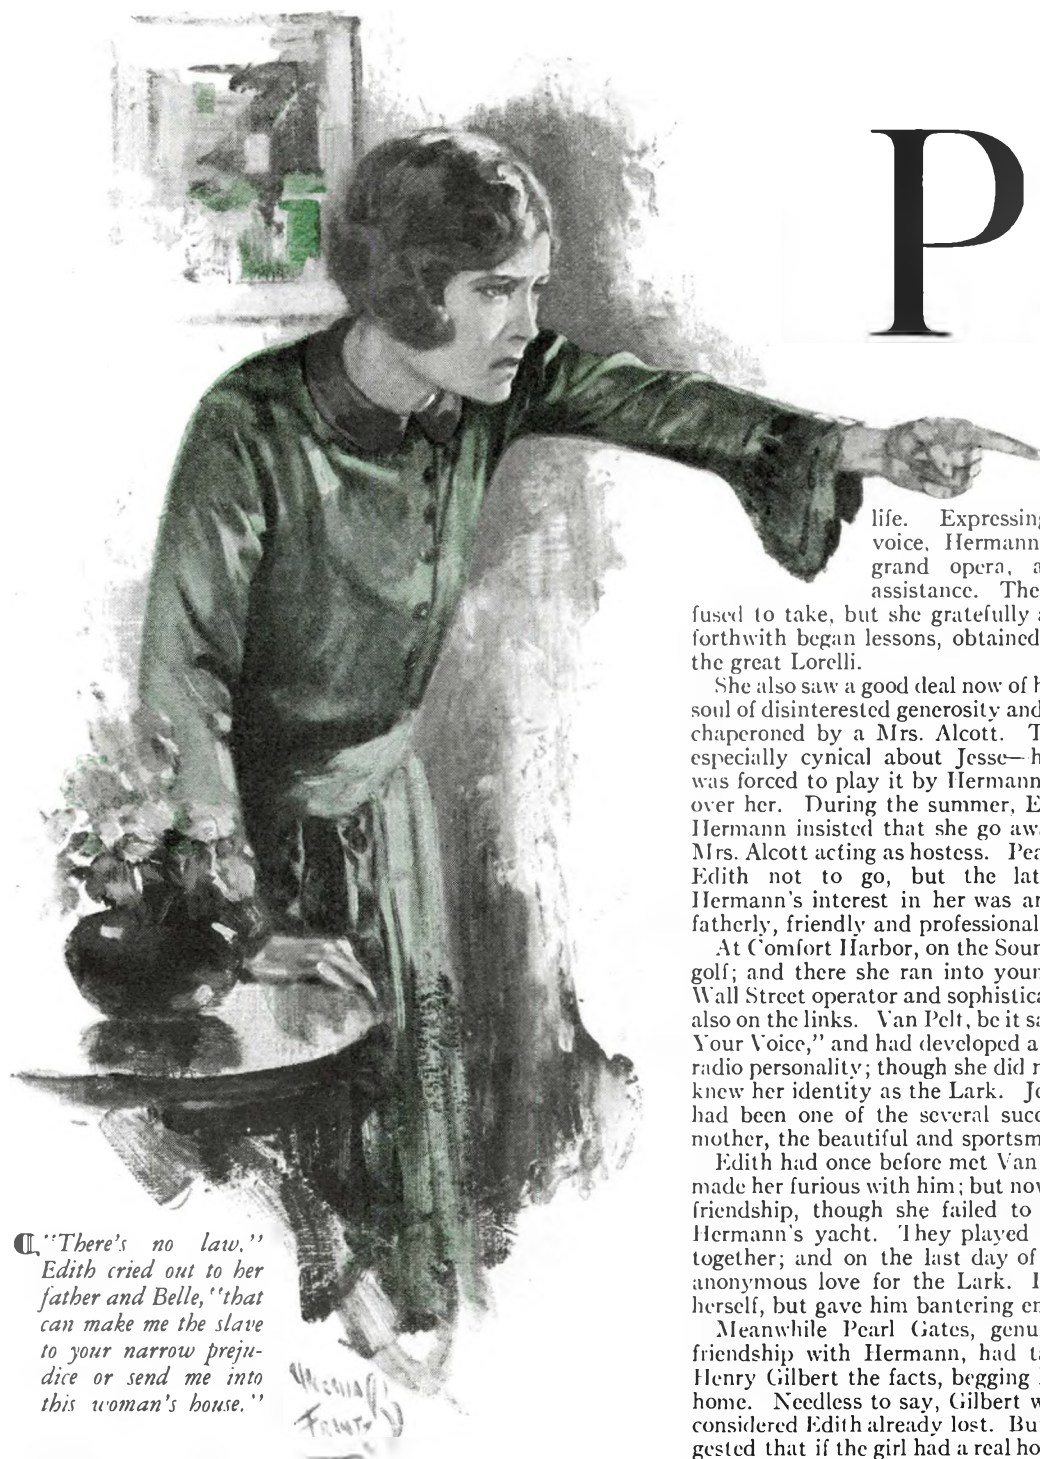 P
life. Expressing
voice, Hermann
grand opera, a
assistance. The
fused to take, but she gratefully a
forthwith began lessons, obtained
the great Lorelli.
She also saw a good deal now of h
soul of disinterested generosity and
chaperoned by a Mrs. Alcott. T
especially cynical about Jesse—h
was forced to play it by Hermann
over her. During the summer, E
Hermann insisted that she go awa
Mrs. Alcott acting as hostess. Pea
Edith not to go, but the lat
Hermann's interest in her was an
fatherly, friendly and professional
At Comfort Harbor, on the Soun
golf; and there she ran into youn
Wall Street operator and sophistica
also on the links. Van Pelt, be it sa
Your Voice," and had developed a
radio personality; though she did n
knew her identity as the Lark. Jo
had been one of the several succ
mother, the beautiful and sportsm
Edith had once before met Van
made her furious with him; but now
friendship, though she failed to
Hermann's yacht. They played
together; and on the last day of
anonymous love for the Lark. I
herself, but gave him bantering en
Meanwhile Pearl Gates, genu
friendship with Hermann, had ta
Henry Gilbert the facts, begging
home. Needless to say, Gilbert w
considered Edith already lost. Bu
gested that if the girl had a real ho
¶ "There's no law,"
Edith cried out to her
father and Belle, "that
can make me the slave
to your narrow preju-
dice or send me into
this woman's house."